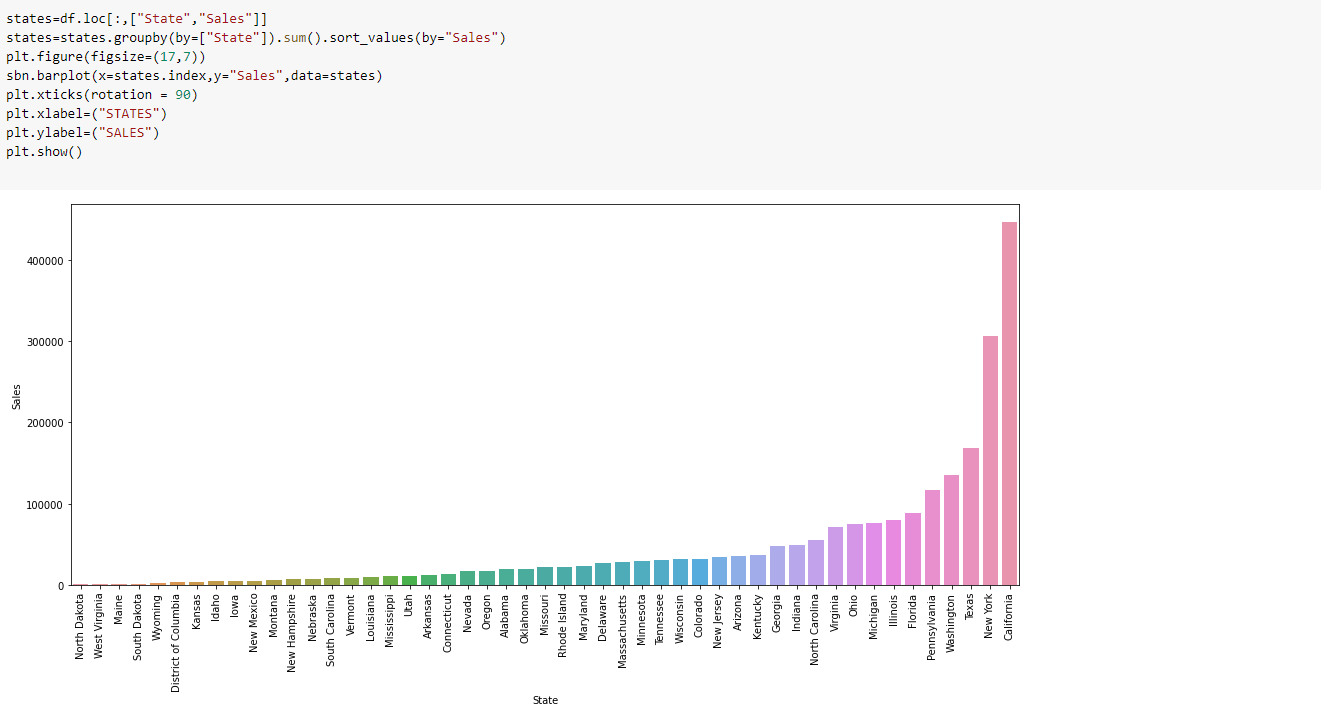 states=df.loc[:,["State","Sales"]]
states=states.groupby(by=["State"]).sum().sort_values(by="Sales")
plt.figure(figsize=(17,7))
sbn.barplot(x=states.index,y="Sales",data=states)
plt.xticks(rotation = 90)
plt.xlabel=("STATES")
plt.ylabel=("SALES")
plt.show()
400000
300000
200000
100000
0
Sales
North Dakota
West Virginia
Maine
South Dakota
Wyoming
District of Columbia
Kansas
Idaho
Iowa
New Mexico
Montana
New Hampshire
Nebraska
South Carolina
Vermont
Louisiana
Mississippi
Utah
Arkansas
Connecticut
Nevada
Oregon
Alabama
Oklahoma
Missouri
Rhode Island
Maryland
Delaware
Massachusetts
Minnesota
Tennessee
Wisconsin
Colorado
New Jersey
Arizona
Kentucky
Georgia
Indiana
North Carolina
Virginia
Ohio
Michigan
Illinois
Florida
Pennsylvania
Washington
Texas
New York
California
State